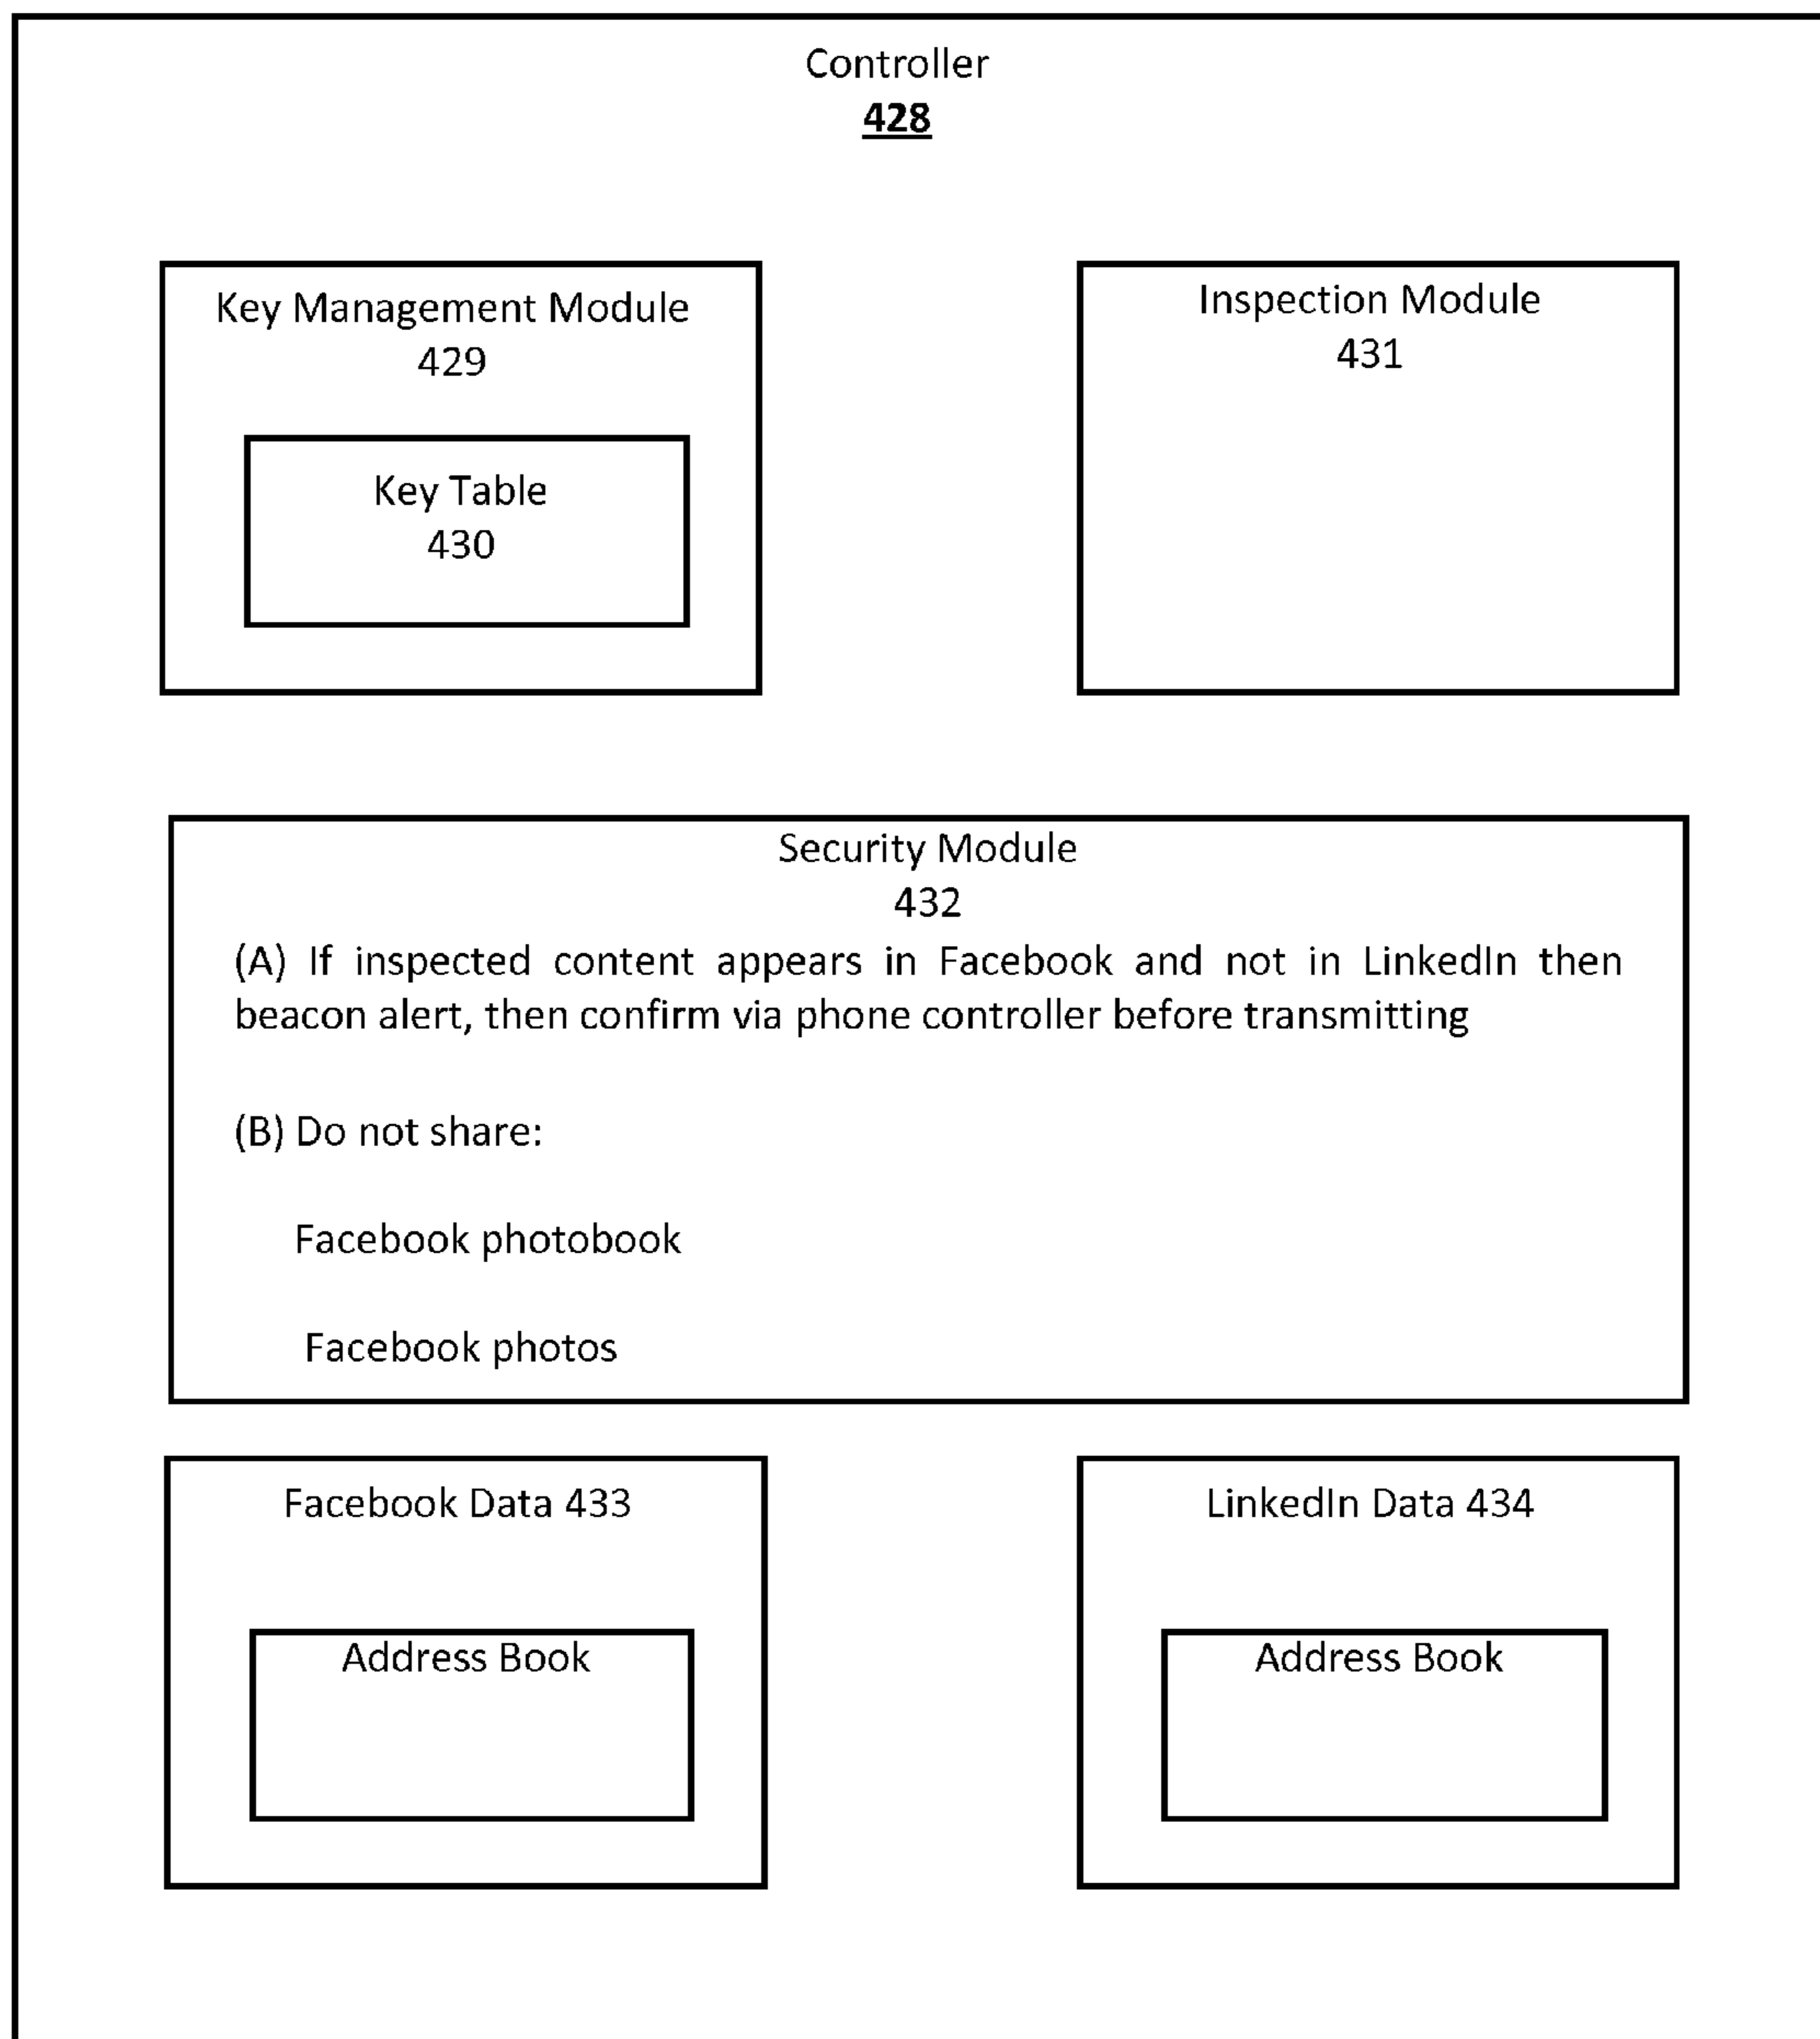 Controller
428
Key Management Module
429
Key Table
430
Inspection Module
431
Security Module
432
(A) If inspected content appears in Facebook and not in LinkedIn then
beacon alert, then confirm via phone controller before transmitting
(B) Do not share:
Facebook photobook
Facebook photos
Facebook Data 433
Address Book
LinkedIn Data 434
Address Book